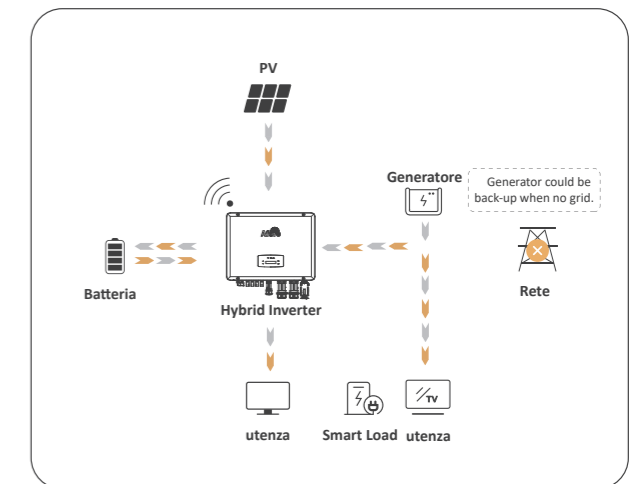 PV
Generatore
Generator could be
back-up when no grid.
Batteria
Hybrid Inverter
Rete
TV
utenza
Smart Load
utenza